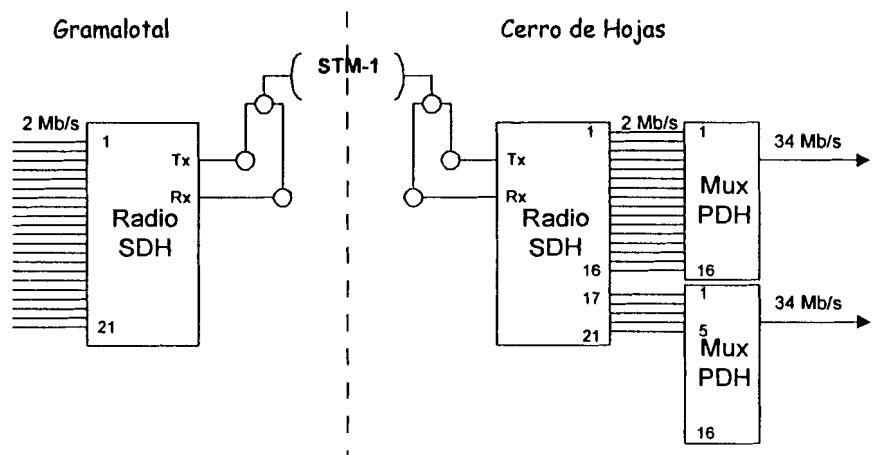 Gramalotal
Cerro de Hojas
STM-1
2 Mb/s
1
Tx
Rx
Radio
SDH
21
Tx
Rx
Radio
SDH
1
16
17
21
2 Mb/s
1
Mux
PDH
16
34 Mb/s
1
5
Mux
PDH
16
34 Mb/s